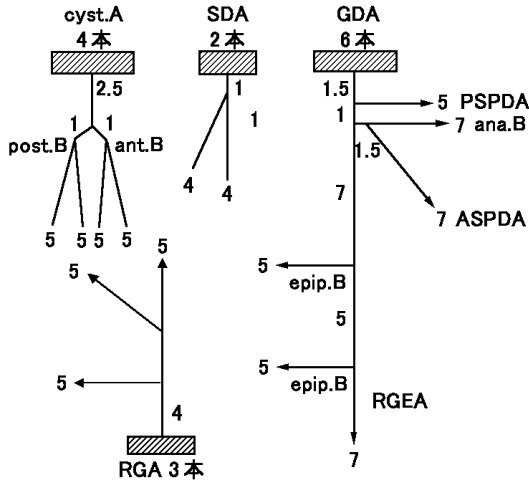 cyst.A
4本
2.5
1 1
post.B ant.B
5 5 5 5
SDA
2本
1
1
4 4
GDA
6本
1.5
5 PSPDA
1
7 ana.B
1.5
7
7 ASPDA
5
epip.B
5
5
epip.B
RGEA
7
5
5
5
4
RGA 3本